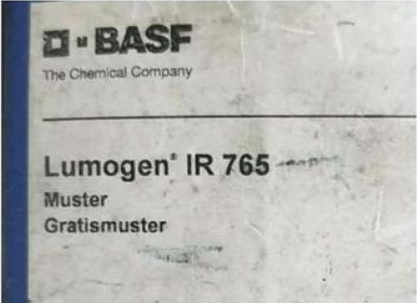 BASF
The Chemical Company
Lumogen® IR 765
Muster
Gratismuster